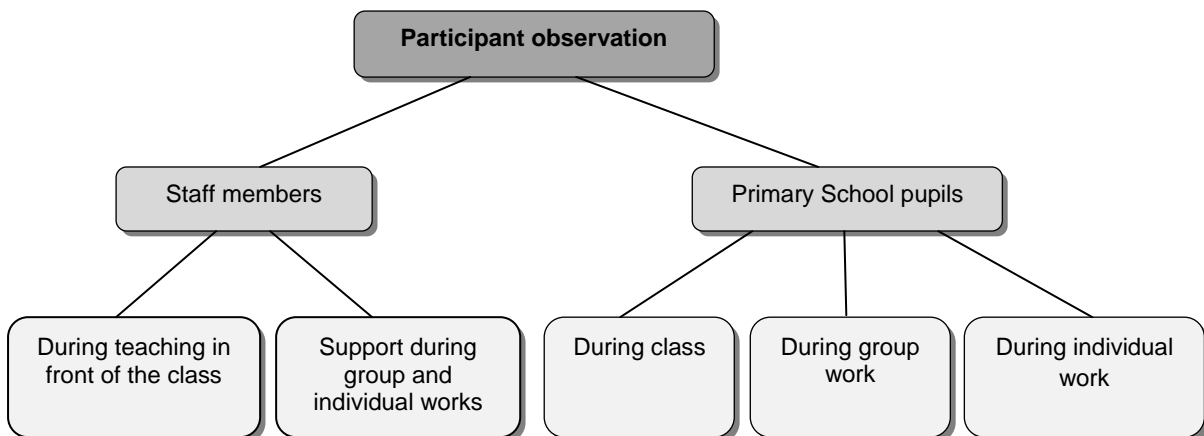 Participant observation
Staff members
Primary School pupils
During teaching in
front of the class
Support during
group and
individual works
During class
During group
work
During individual
work